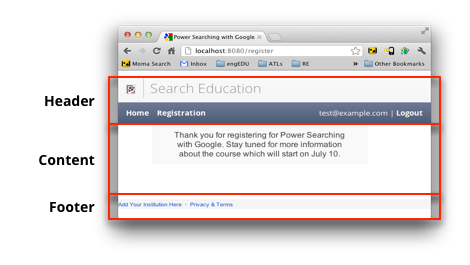 Power Searching with Google
localhost:8080/register
Moma Search
Inbox
engEDU
ATLs
RE
Other Bookmarks
Header
Search Education
Home
Registration
test@example.com | Logout
Content
Thank you for registering for Power Searching
with Google. Stay tuned for more information
about the course which will start on July 10.
Footer
Add Your Institution Here - Privacy & Terms